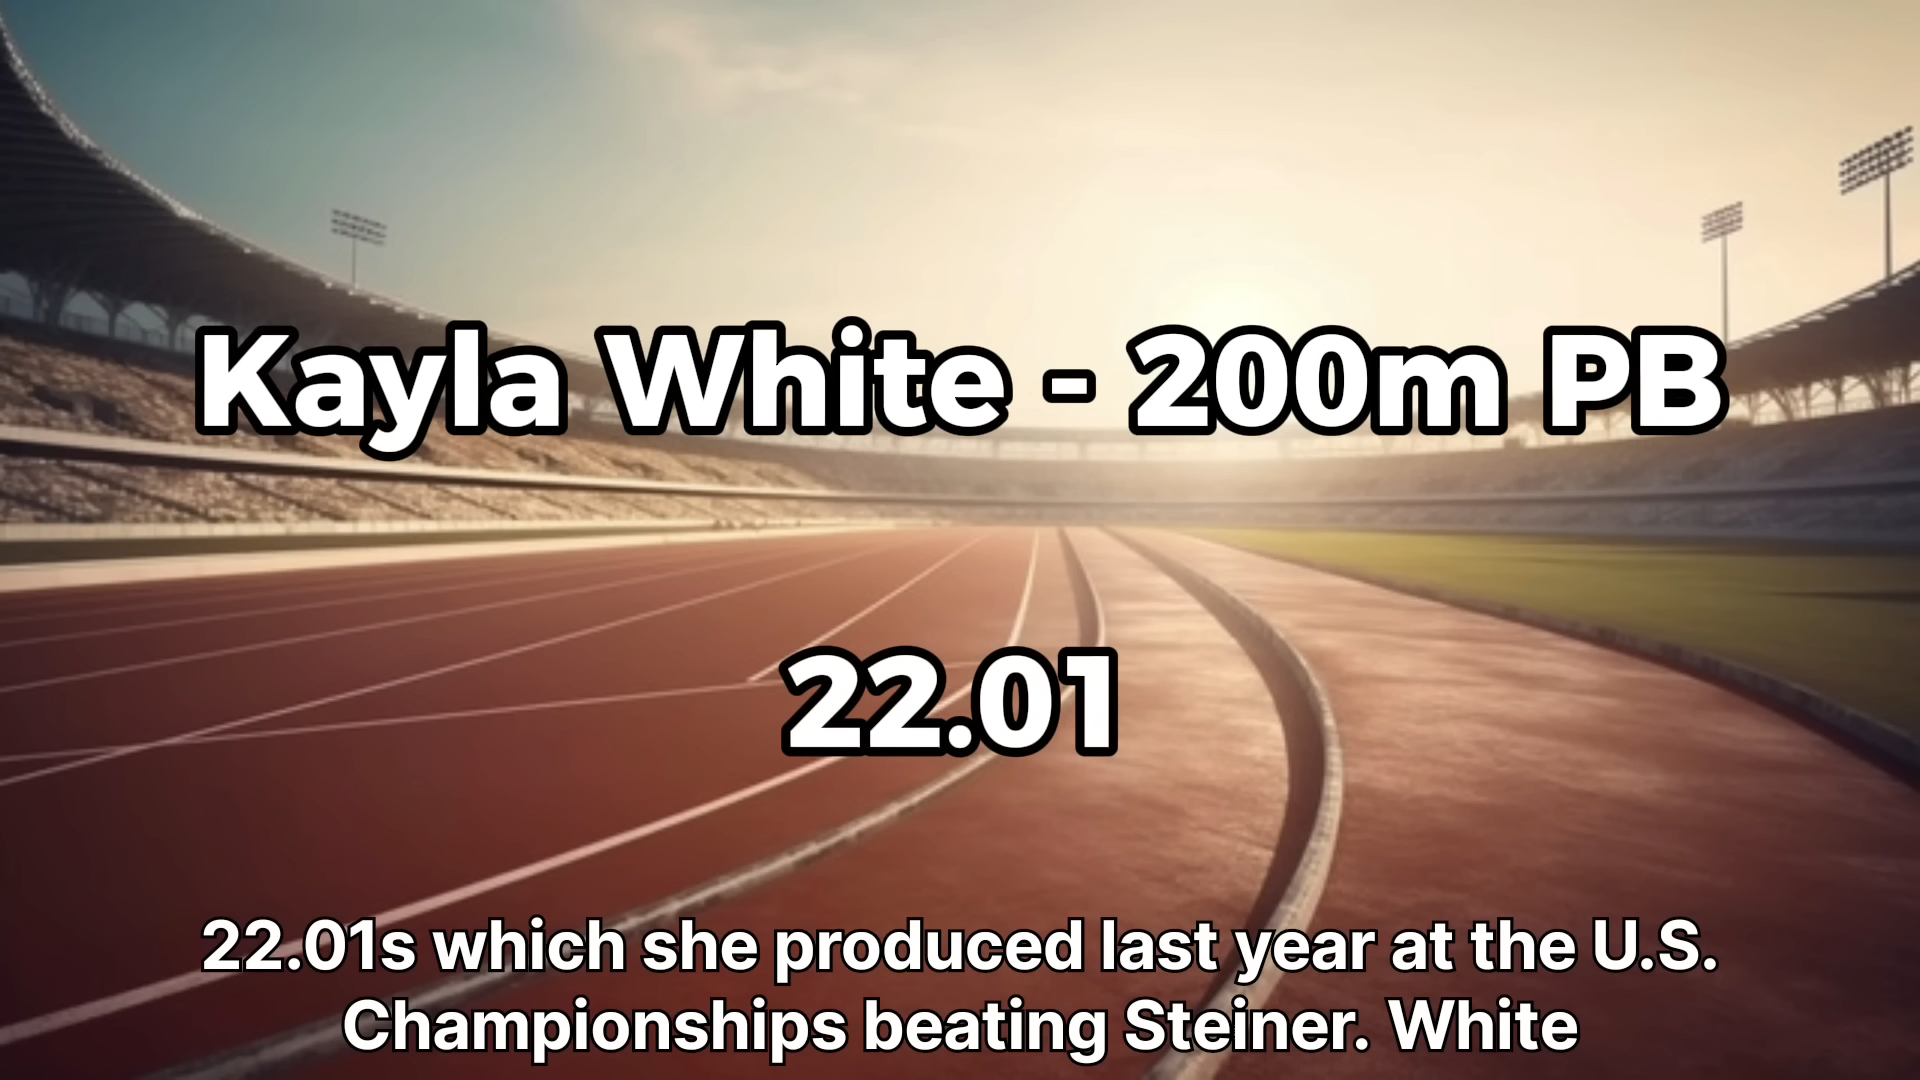 Kayla White - 200m PB
22.01
22.01s which she produced last year at the U.S.
Championships beating Steiner. White